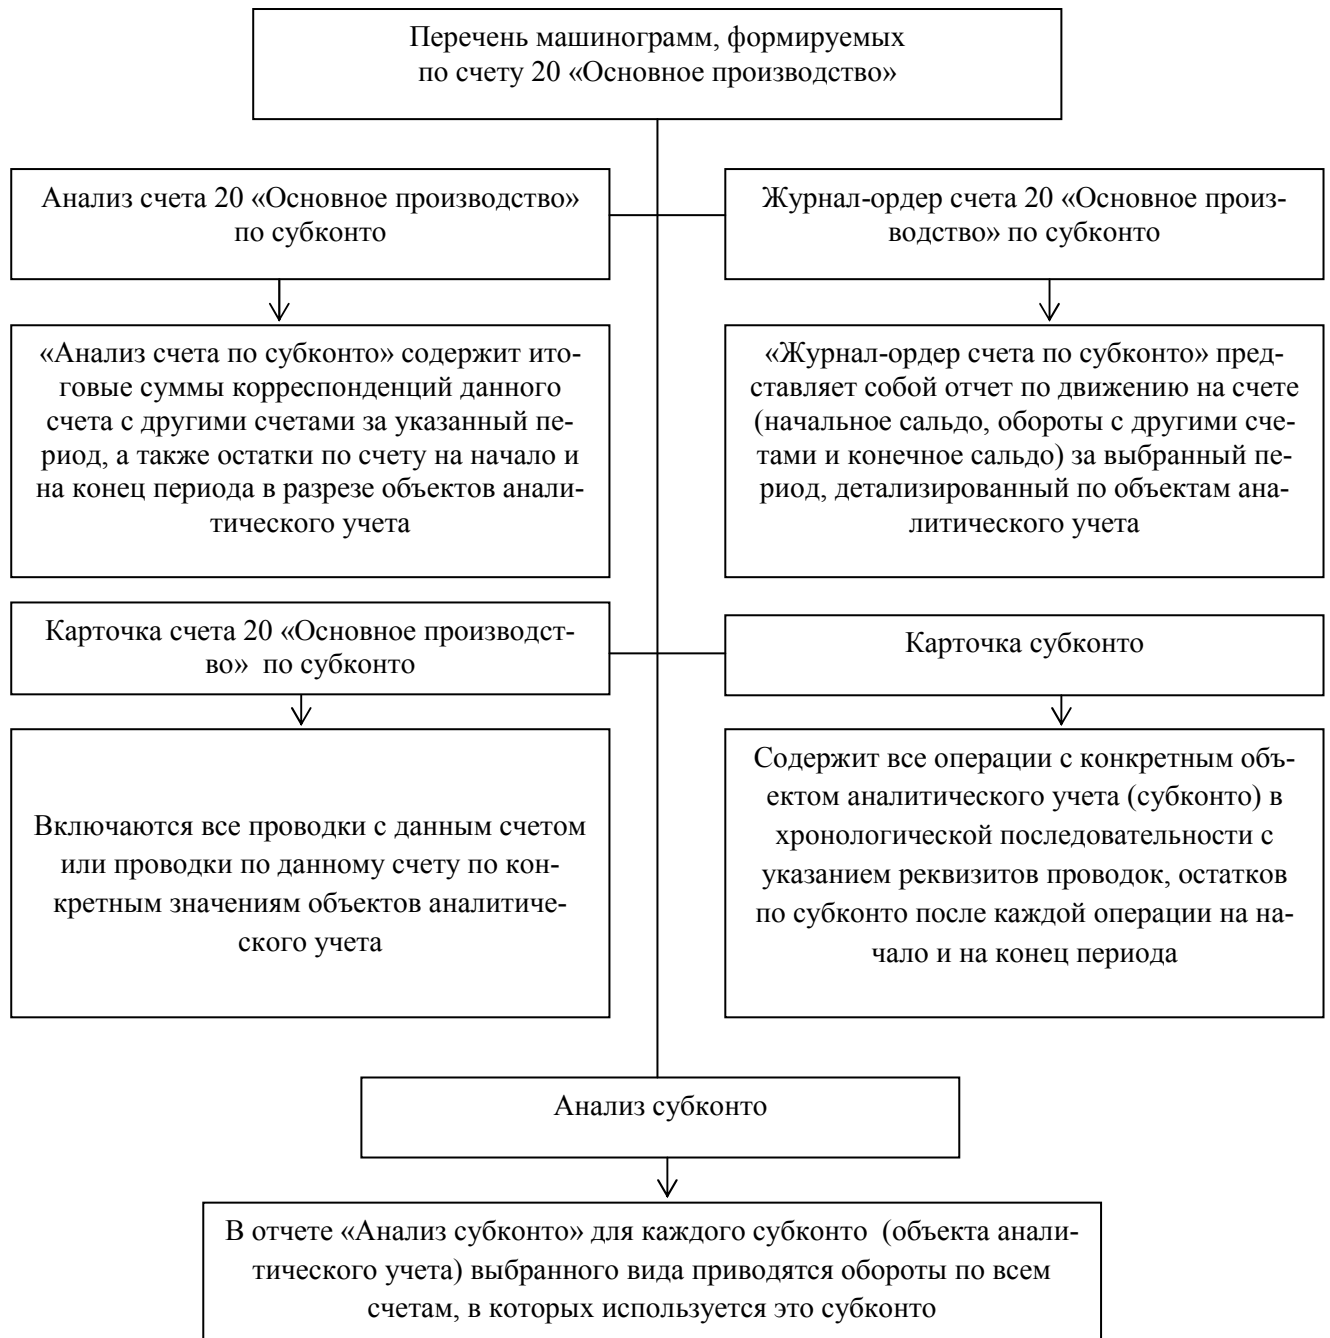 Перечень машинограмм, формируемых
по счету 20 «Основное производство»
Анализ счета 20 «Основное производство»
по субконто
Журнал-ордер счета 20 «Основное произ-
водство» по субконто
«Анализ счета по субконто» содержит ито-
говые суммы корреспонденций данного
счета с другими счетами за указанный пе-
риод, а также остатки по счету на начало и
на конец периода в разрезе объектов анали-
тического учета
«Журнал-ордер счета по субконто» пред-
ставляет собой отчет по движению на счете
(начальное сальдо, обороты с другими сче-
тами и конечное сальдо) за выбранный пе-
риод, детализированный по объектам ана-
литического учета
Карточка счета 20 «Основное производст-
во» по субконто
Карточка субконто
Включаются все проводки с данным счетом
или проводки по данному счету по кон-
кретным значениям объектов аналитиче-
ского учета
Содержит все операции с конкретным объ-
ектом аналитического учета (субконто) в
хронологической последовательности с
указанием реквизитов проводок, остатков
по субконто после каждой операции на на-
чало и на конец периода
Анализ субконто
В отчете «Анализ субконто» для каждого субконто (объекта анали-
тического учета) выбранного вида приводятся обороты по всем
счетам, в которых используется это субконто